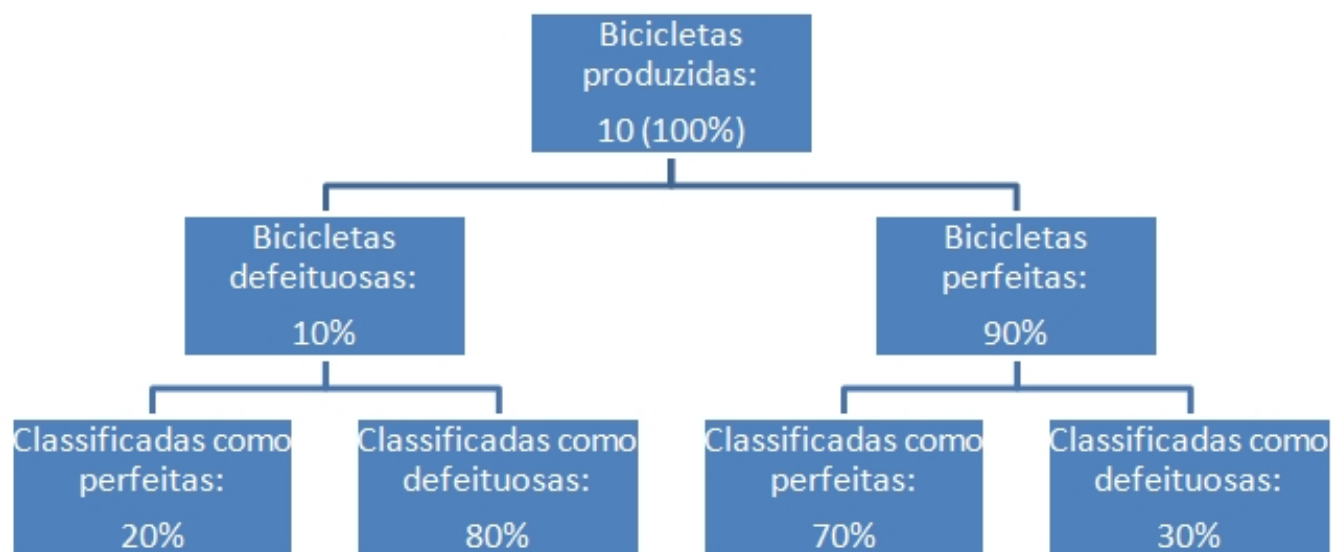 Bicicletas
produzidas:
10 (100%)
Bicicletas
defeituosas:
10%
Bicicletas
perfeitas:
90%
Classificadas como
perfeitas:
20%
Classificadas como
defeituosas:
80%
Classificadas como
perfeitas:
70%
Classificadas como
defeituosas:
30%